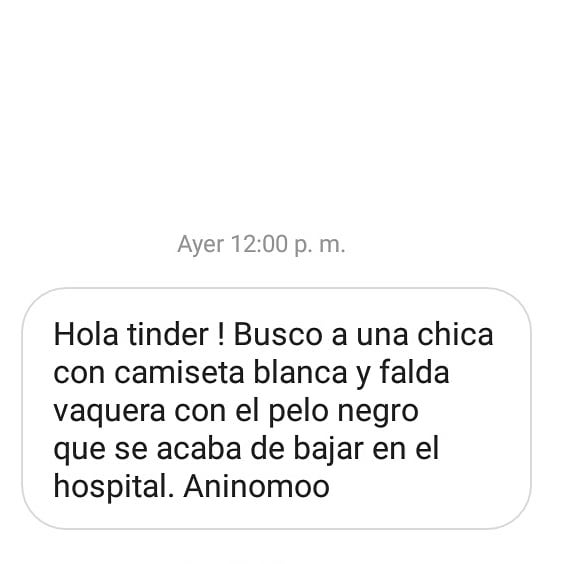 Ayer 12:00 p. m.
Hola tinder ! Busco a una chica
con camiseta blanca y falda
vaquera con el pelo negro
que se acaba de bajar en el
hospital. Aninomoo